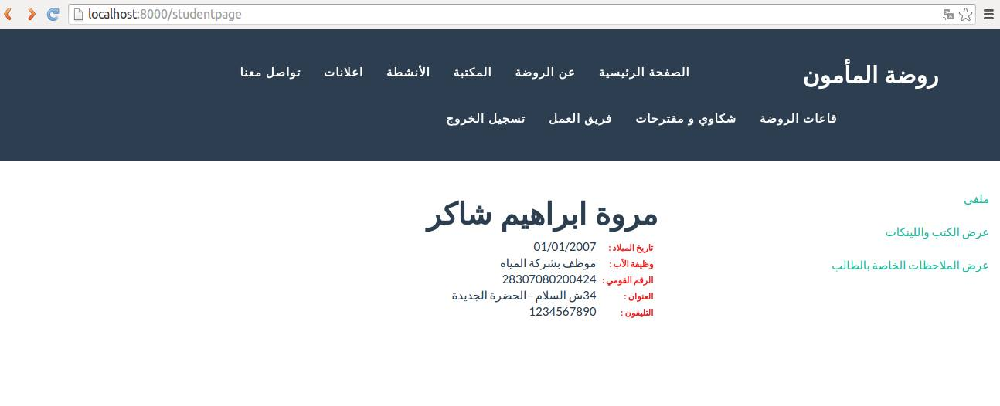 localhost:8000/studentpage
روضة المأمون
الصفحة الرئيسية عن الروضة المكتبة الأنشطة اعلانات تواصل معنا
قاعات الروضة شكاوي و مقترحات فريق العمل تسجيل الخروج
ملفى
عرض الكتب واللينكات
عرض الملاحظات الخاصة بالطالب
مروة ابراهيم شاكر
تاريخ الميلاد : 01/01/2007
وظيفة الأب : موظف بشركة المياه
الرقم القومي : 28307080200424
العنوان : 34ش السلام –الحضرة الجديدة
التليفون : 1234567890